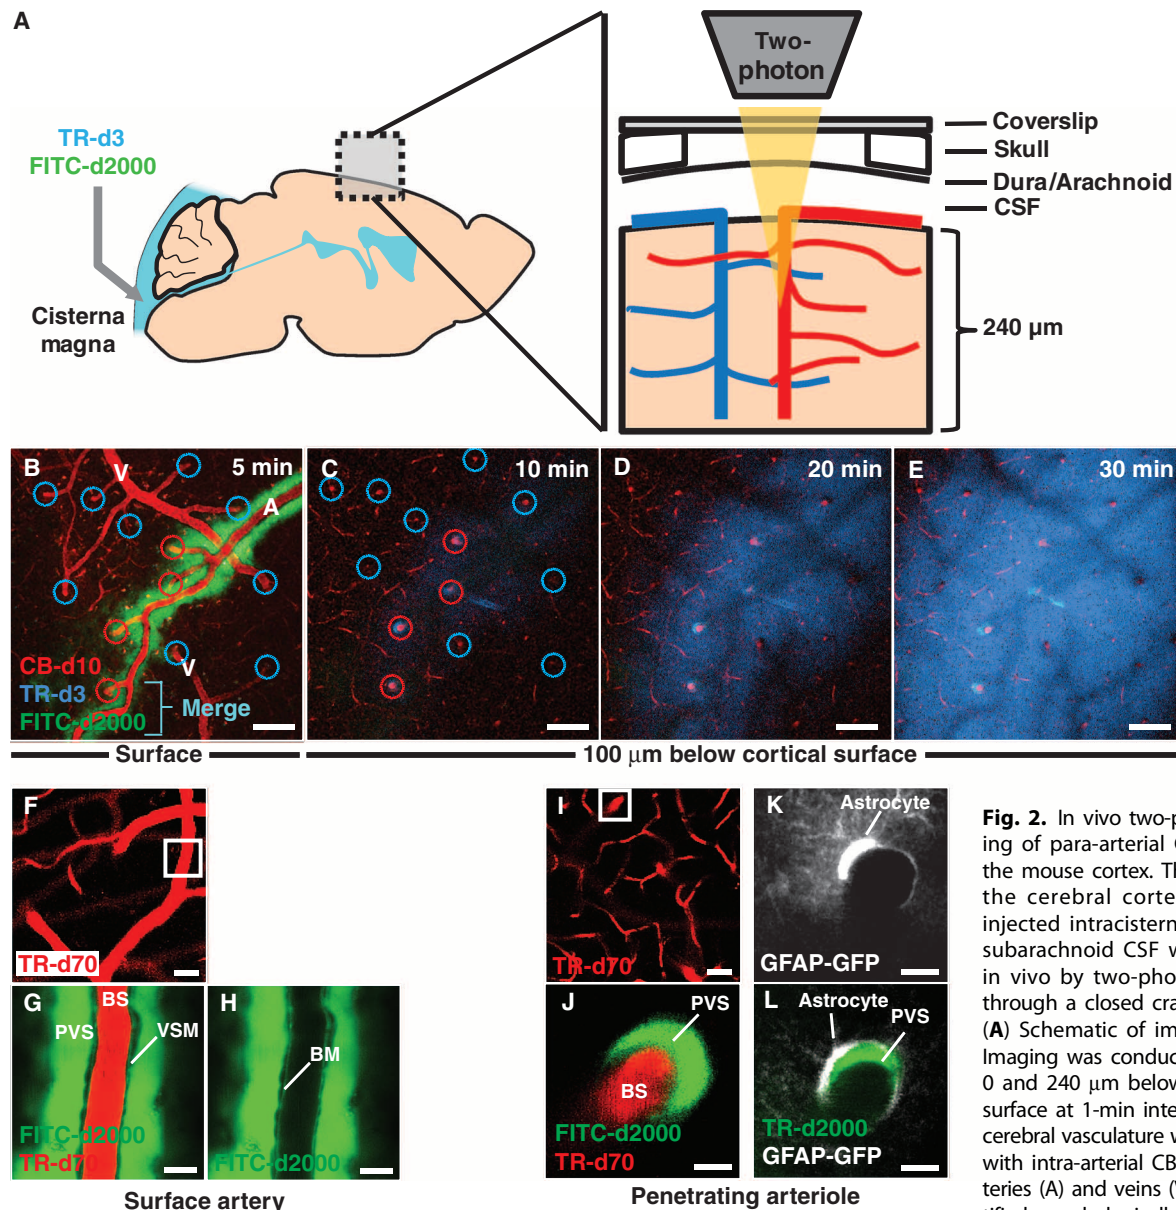 A
Two-
photon
TR-d3
FITC-d2000
Cisterna
magna
Coverslip
Skull
Dura/Arachnoid
CSF
240 µm
B
V
5 min
A
V
CB-d10
TR-d3
FITC-d2000
Merge
C
10 min
D
20 min
E
30 min
Surface
100 µm below cortical surface
F
TR-d70
G
BS
PVS
VSM
FITC-d2000
TR-d70
H
BM
FITC-d2000
Surface artery
I
TR-d70
J
PVS
BS
FITC-d2000
TR-d70
K
Astrocyte
GFAP-GFP
L
Astrocyte
PVS
TR-d2000
GFAP-GFP
Penetrating arteriole
Fig. 2. In vivo two-p
ing of para-arterial
the mouse cortex. Th
the cerebral corte
injected intracistern
subarachnoid CSF w
in vivo by two-pho
through a closed cra
(A) Schematic of im
Imaging was conduc
0 and 240 µm below
surface at 1-min inte
cerebral vasculature w
with intra-arterial CB
teries (A) and veins (